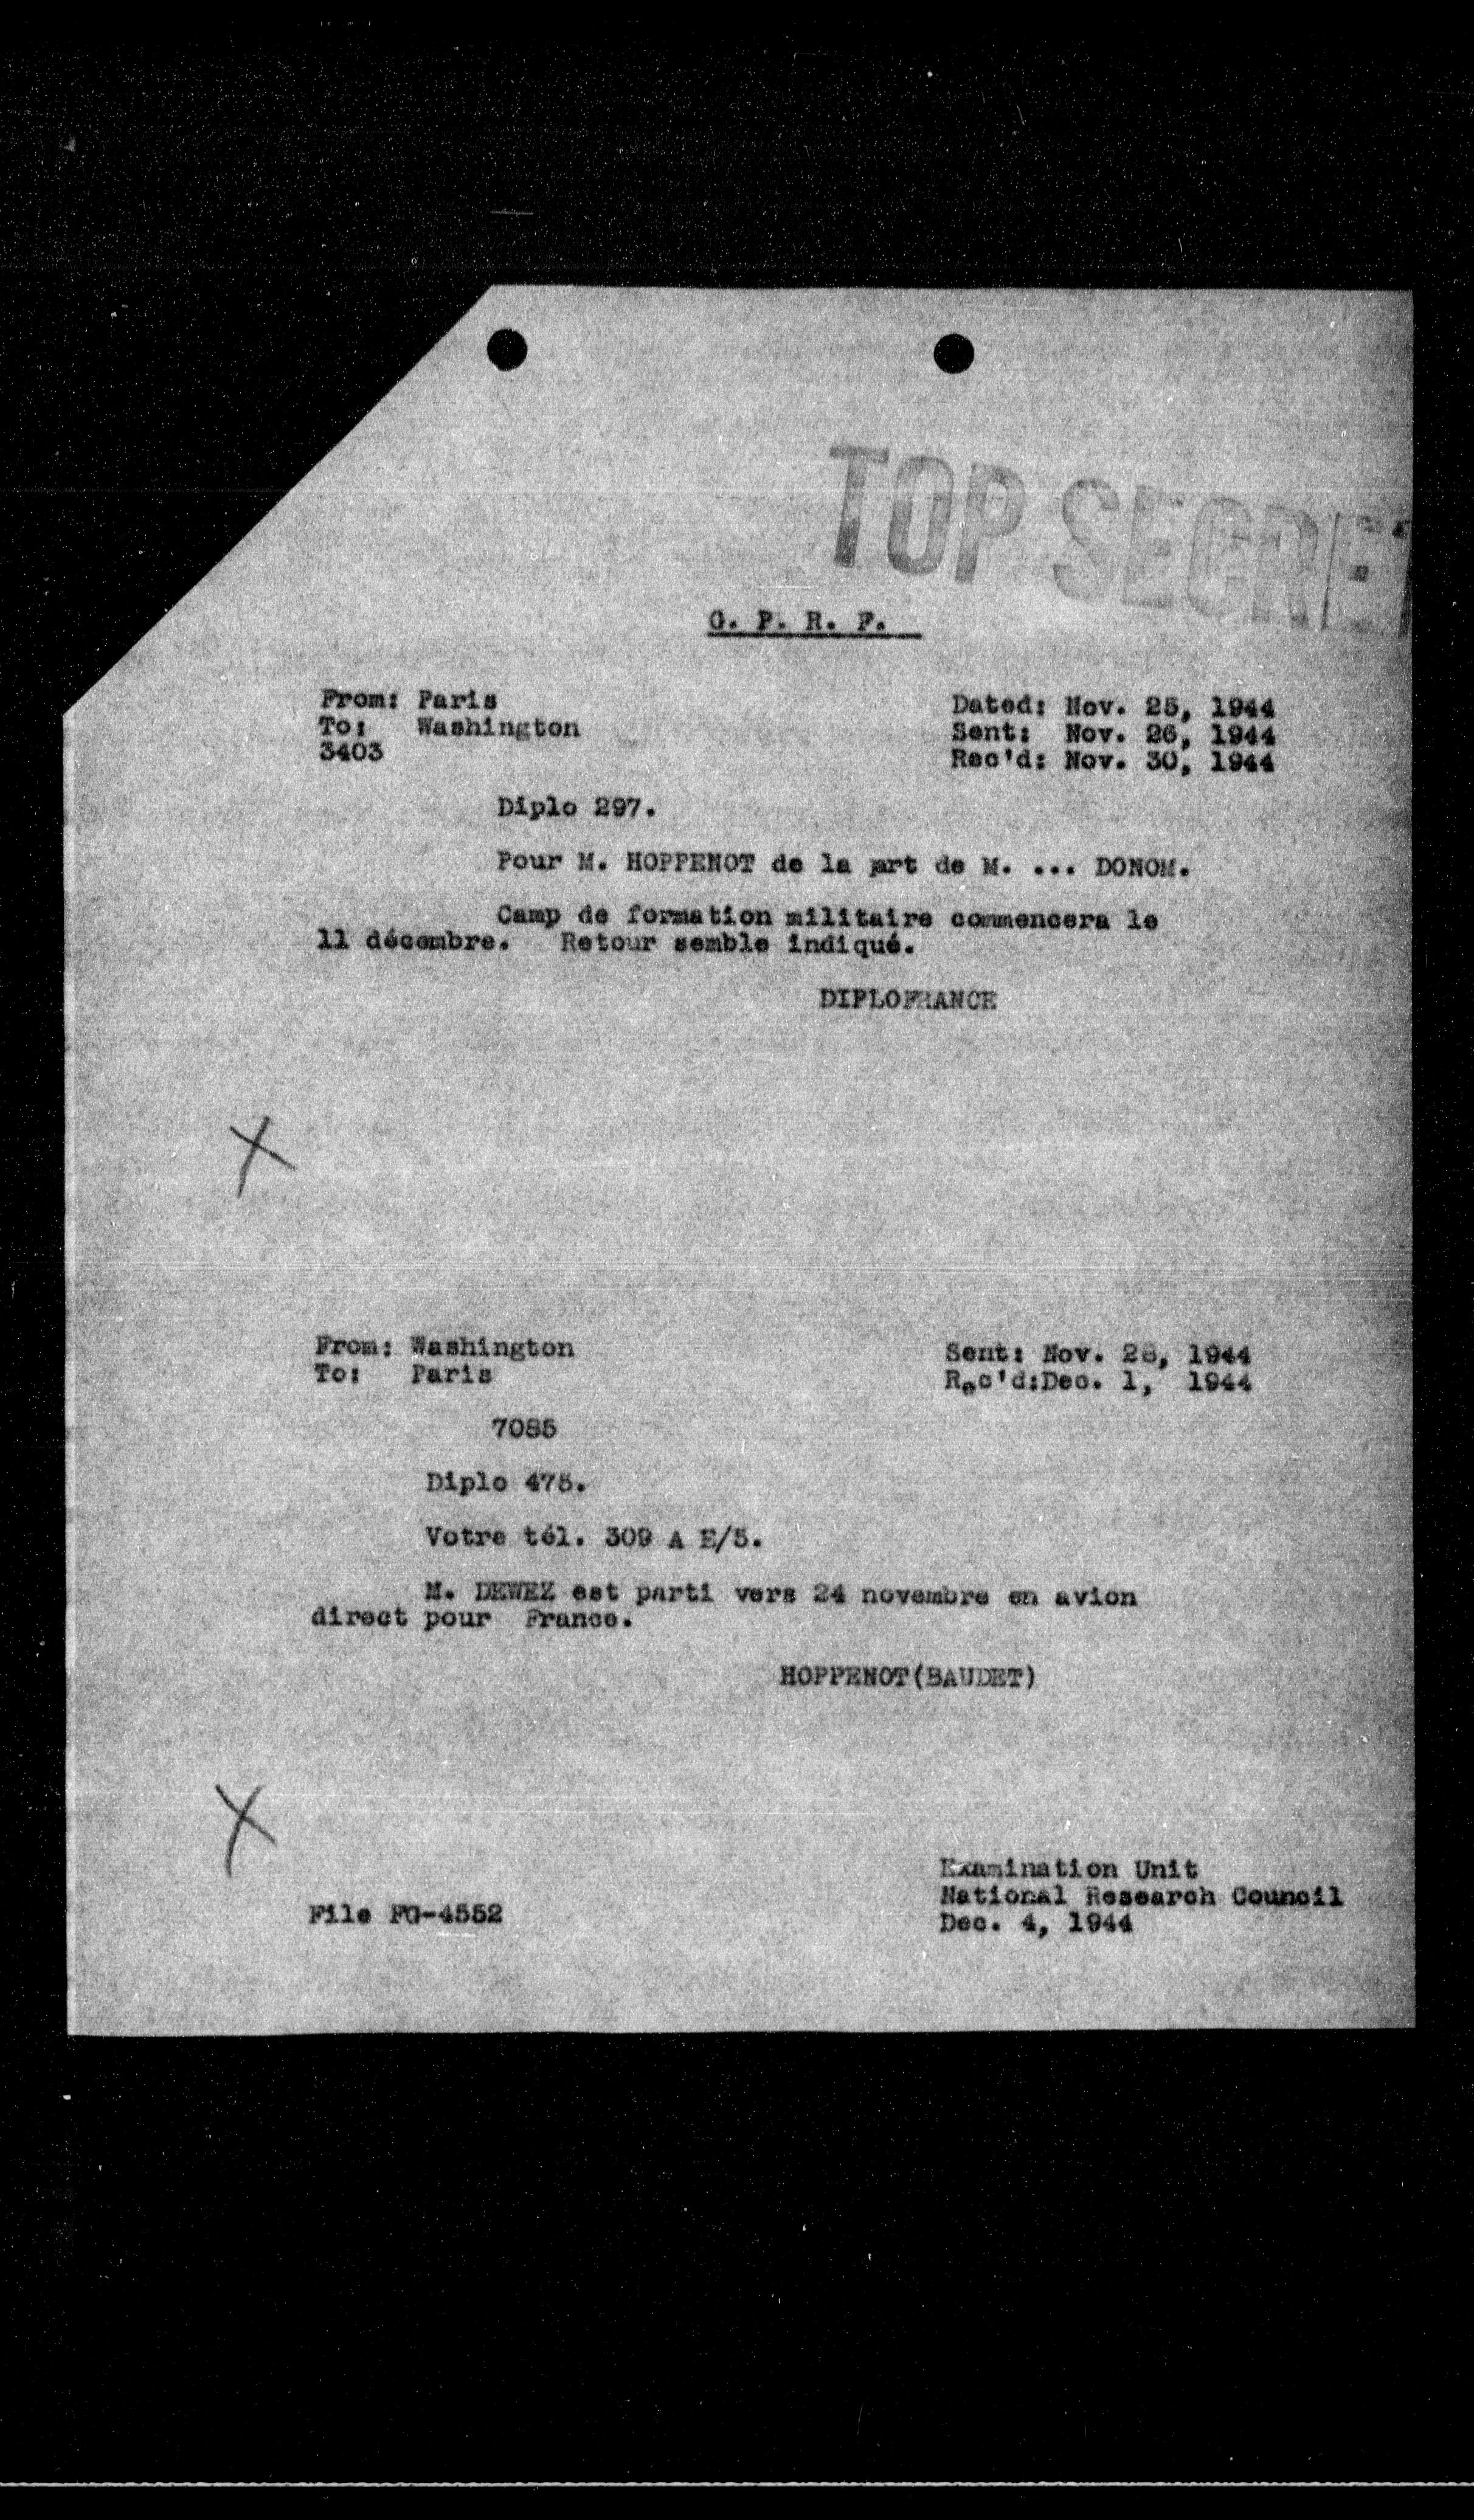 TOP SECRET
G. P. R. F.
From: Paris
To: Washington
3403
Dated: Nov. 25, 1944
Sent: Nov. 26, 1944
Rec'd: Nov. 30, 1944
Diplo 297.
Pour M. HOPPENOT de la part de M. ... DONOM.
Camp de formation militaire commencera le
11 décembre. Retour semble indiqué.
DIPLOFRANCE
X
From: Washington
To: Paris
Sent: Nov. 28, 1944
Rec'd:Dec. 1, 1944
7085
Diplo 475.
Votre tél. 309 A E/5.
M. DEWEZ est parti vers 24 novembre en avion
direct pour France.
HOPPENOT(BAUDET)
X
Examination Unit
National Research Council
Dec. 4, 1944
File FG-4552